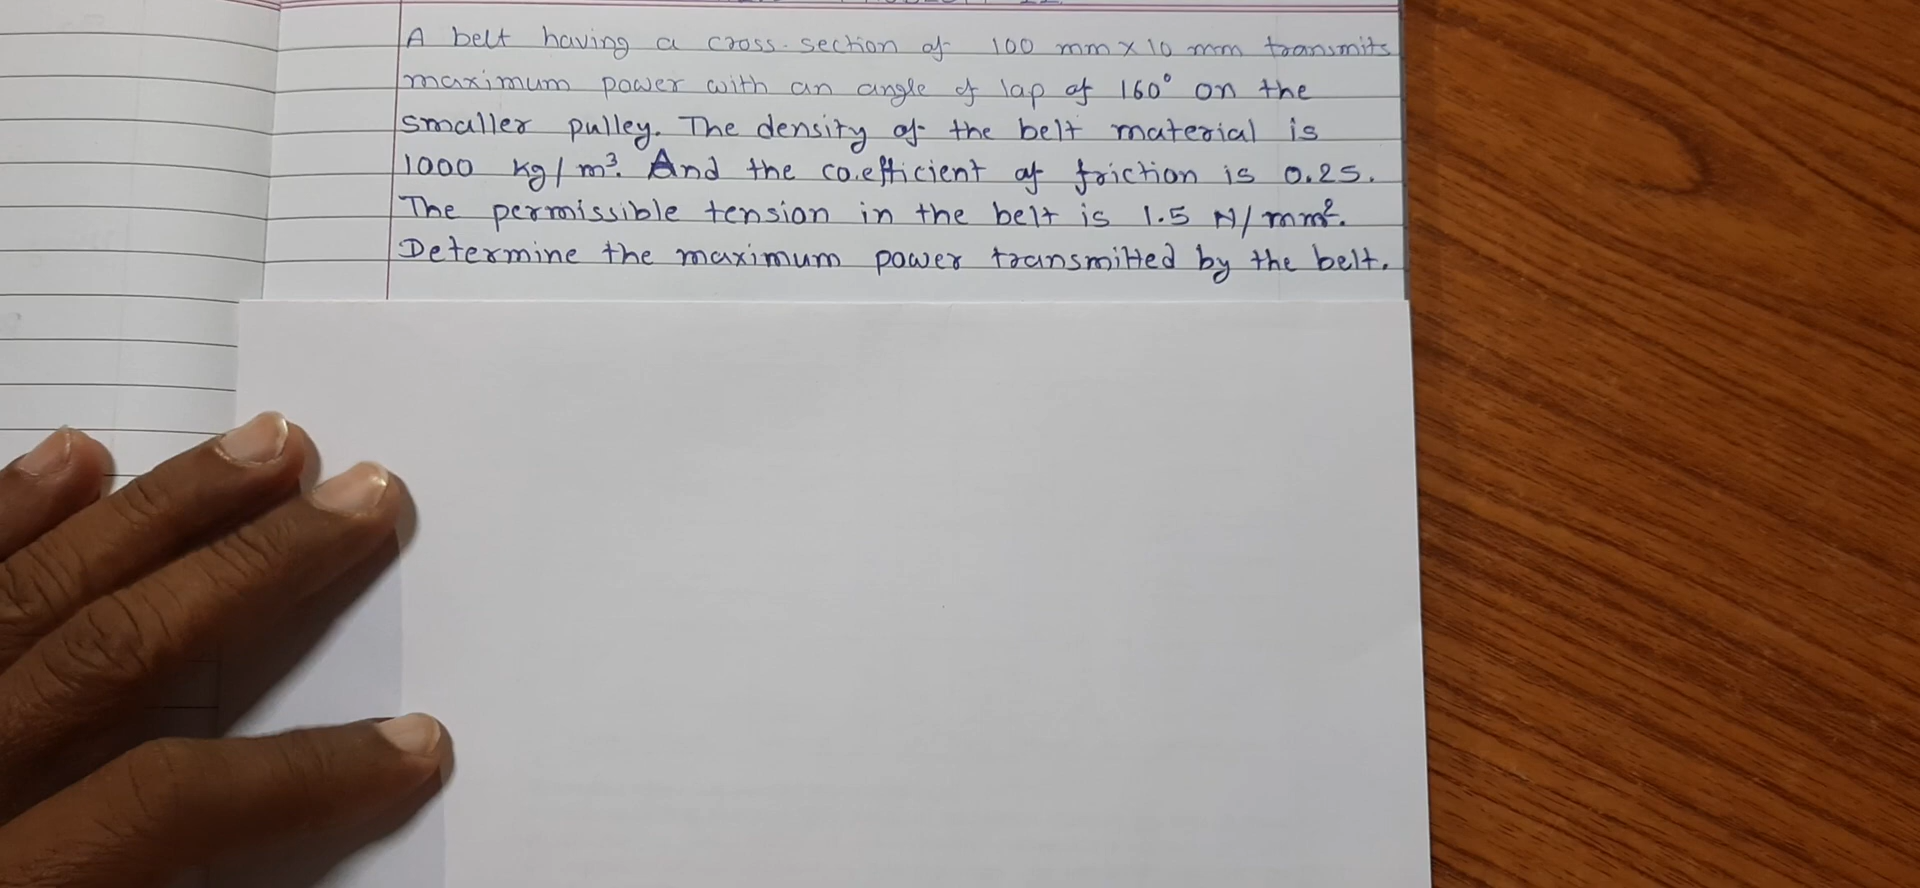 A belt having a cross-section of 100 mm x 10 mm transmits
maximum power with an angle of lap of 160° on the
smaller pulley. The density of the belt material is
1000 kg/m³. And the co.efficient of friction is 0.25.
The permissible tension in the belt is 1.5 N/mm².
Determine the maximum power transmitted by the belt.